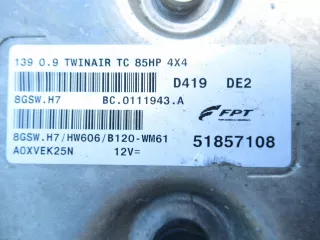 139 0.9 TWINAIR TC 85HP 4X4
D419 DE2
8GSW.H7 BC.0111943.A
FPT
8GSW.H7/HW606/B120-WM61 51857108
A0XVEK25N 12V=